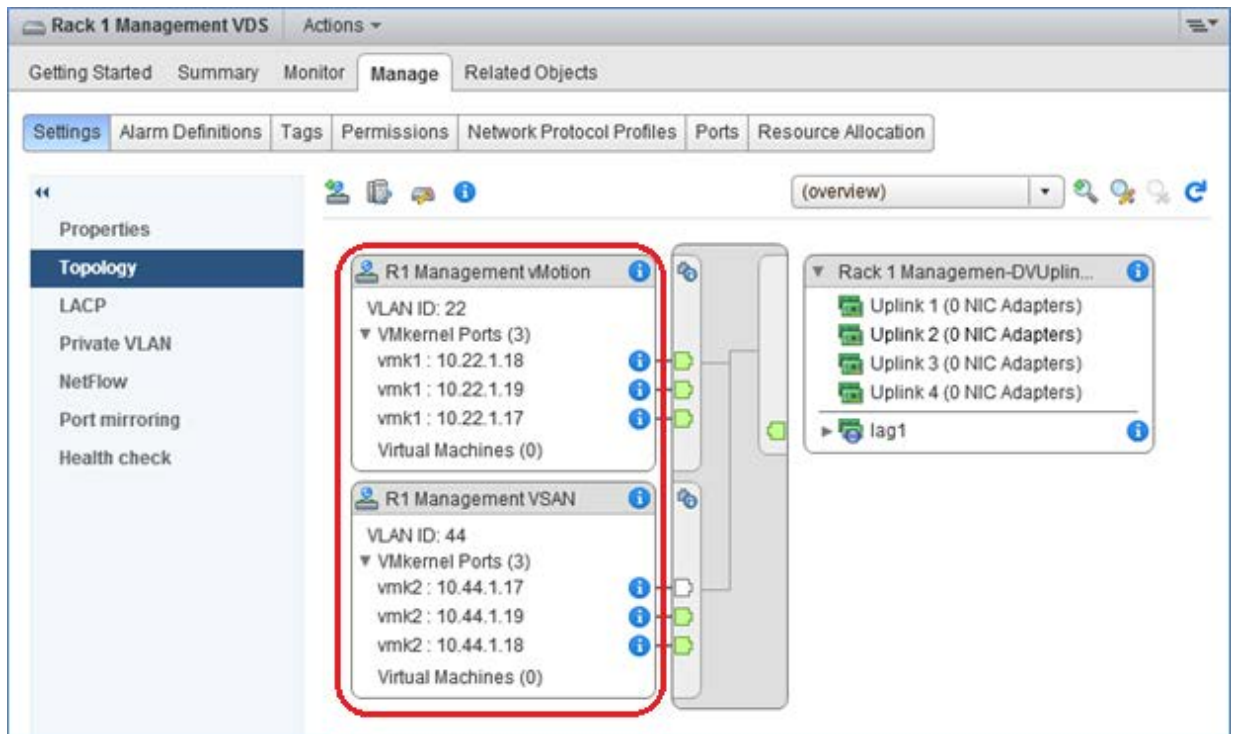 Rack 1 Management VDS Actions
Getting Started Summary Monitor Manage Related Objects
Settings Alarm Definitions Tags Permissions Network Protocol Profiles Ports Resource Allocation
(overview)
Properties
Topology
LACP
Private VLAN
NetFlow
Port mirroring
Health check
R1 Management vMotion
VLAN ID: 22
VMkernel Ports (3)
vmk1 : 10.22.1.18
vmk1 : 10.22.1.19
vmk1 : 10.22.1.17
Virtual Machines (0)
R1 Management VSAN
VLAN ID: 44
VMkernel Ports (3)
vmk2 : 10.44.1.17
vmk2 : 10.44.1.19
vmk2 : 10.44.1.18
Virtual Machines (0)
Rack 1 Managemen-DVUplin...
Uplink 1 (0 NIC Adapters)
Uplink 2 (0 NIC Adapters)
Uplink 3 (0 NIC Adapters)
Uplink 4 (0 NIC Adapters)
lag1